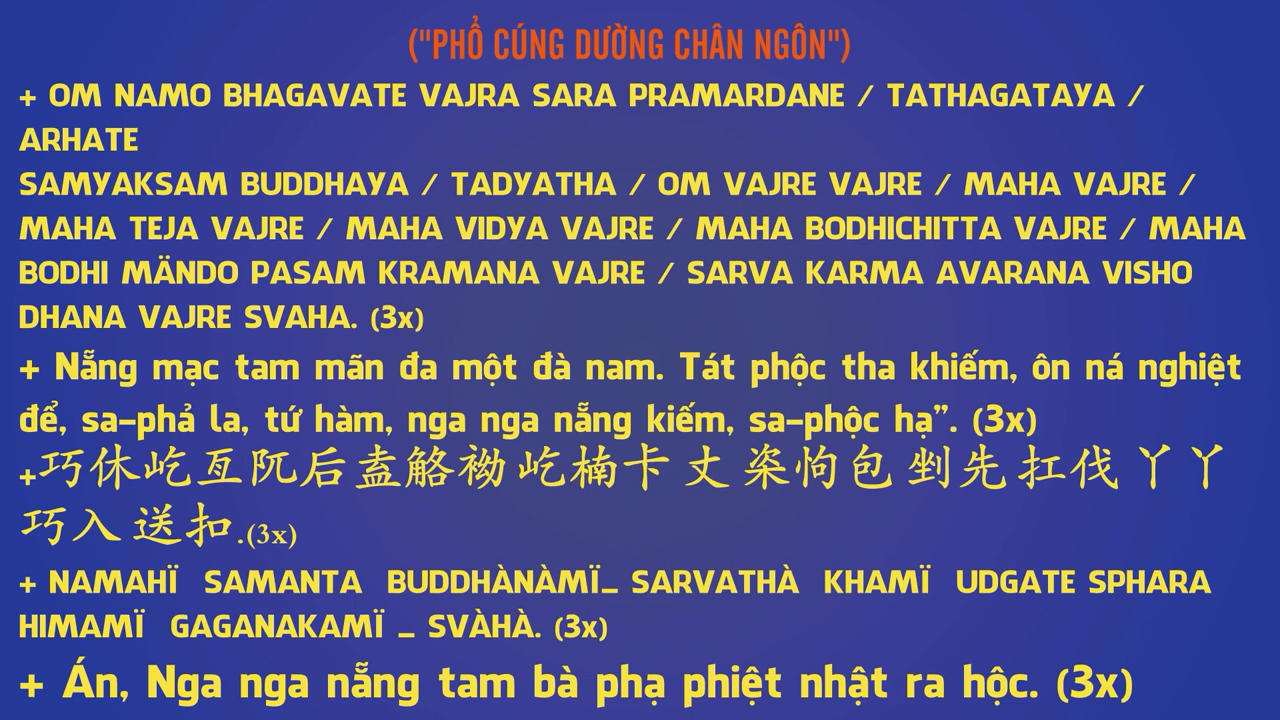 ("PHỔ CÚNG DƯỜNG CHÂN NGÔN")
+ OM NAMO BHAGAVATE VAJRA SARA PRAMARDANE / TATHAGATAYA /
ARHATE
SAMYAKSAM BUDDHAYA / TADYATHA / OM VAJRE VAJRE / MAHA VAJRE /
MAHA TEJA VAJRE / MAHA VIDYA VAJRE / MAHA BODHICHITTA VAJRE / MAHA
BODHI MÄNDO PASAM KRAMANA VAJRE / SARVA KARMA AVARANA VISHO
DHANA VAJRE SVAHA. (3x)
+ Nẵng mạc tam mãn đa một đà nam. Tát phộc tha khiếm, ôn ná nghiệt
để, sa-phả la, tứ hàm, nga nga nẵng kiếm, sa-phộc hạ”. (3x)
+巧休屹亙阢后盍觡袎屹楠卡丈秶怐包剉先扛伐丫丫
巧入送扣.(3x)
+ NAMAHÏ SAMANTA BUDDHÀNÀMÏ_ SARVATHÀ KHAMÏ UDGATE SPHARA
HIMAMÏ GAGANAKAMÏ _ SVÀHÀ. (3x)
+ Án, Nga nga nẵng tam bà phạ phiệt nhật ra hộc. (3x)